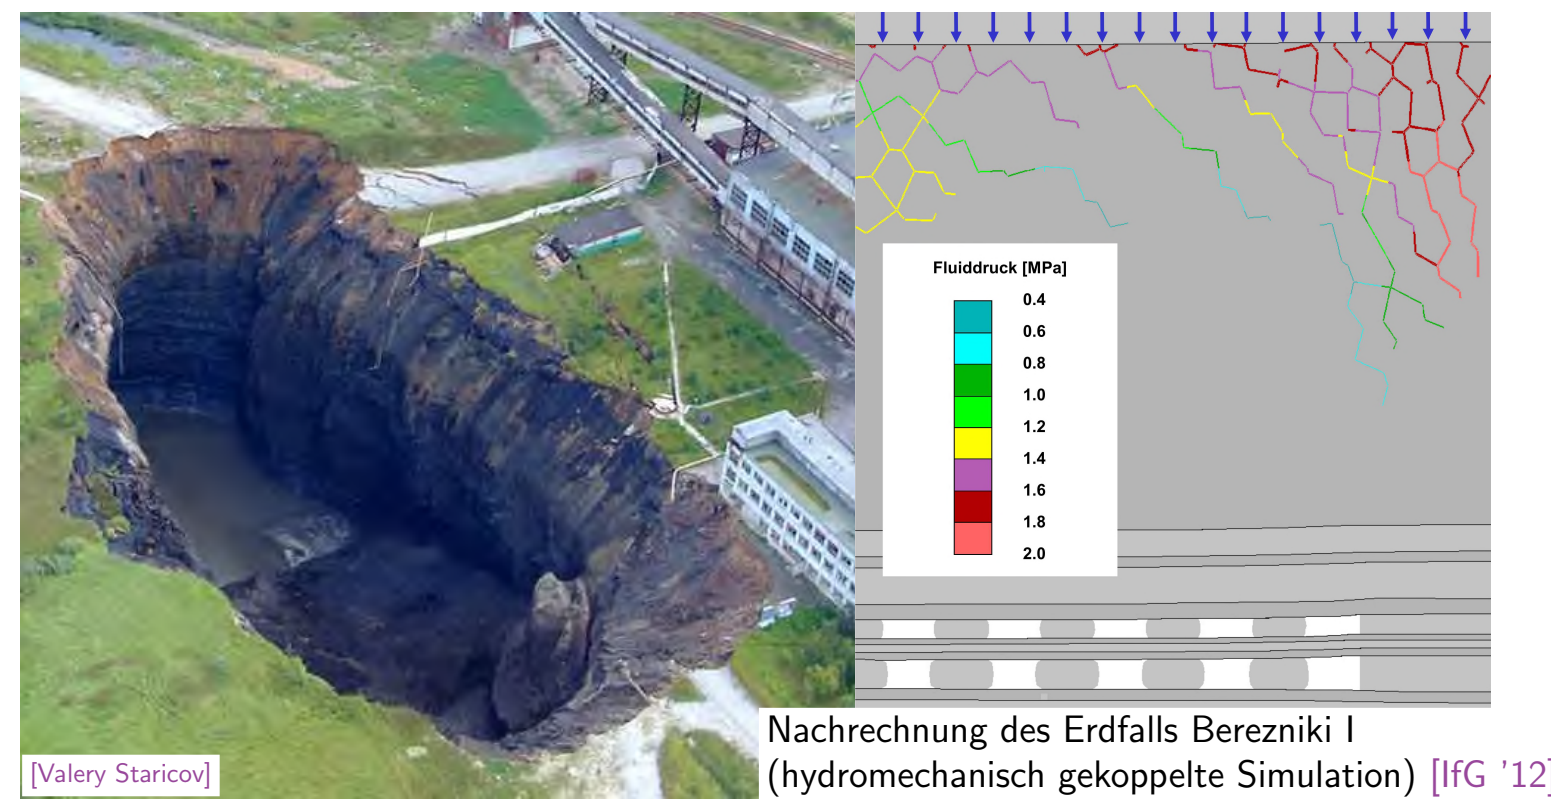 Fluiddruck [MPa]
0.4
0.6
0.8
1.0
1.2
1.4
1.6
1.8
2.0
[Valery Staricov]
Nachrechnung des Erdfalls Berezniki I
(hydromechanisch gekoppelte Simulation) [IfG '12]